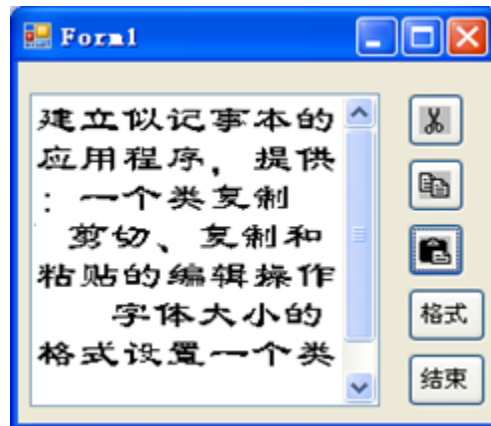 Form1
建立似记事本的
应用程序，提供
：一个类复制
剪切、复制和
粘贴的编辑操作
字体大小的
格式设置一个类
格式
结束